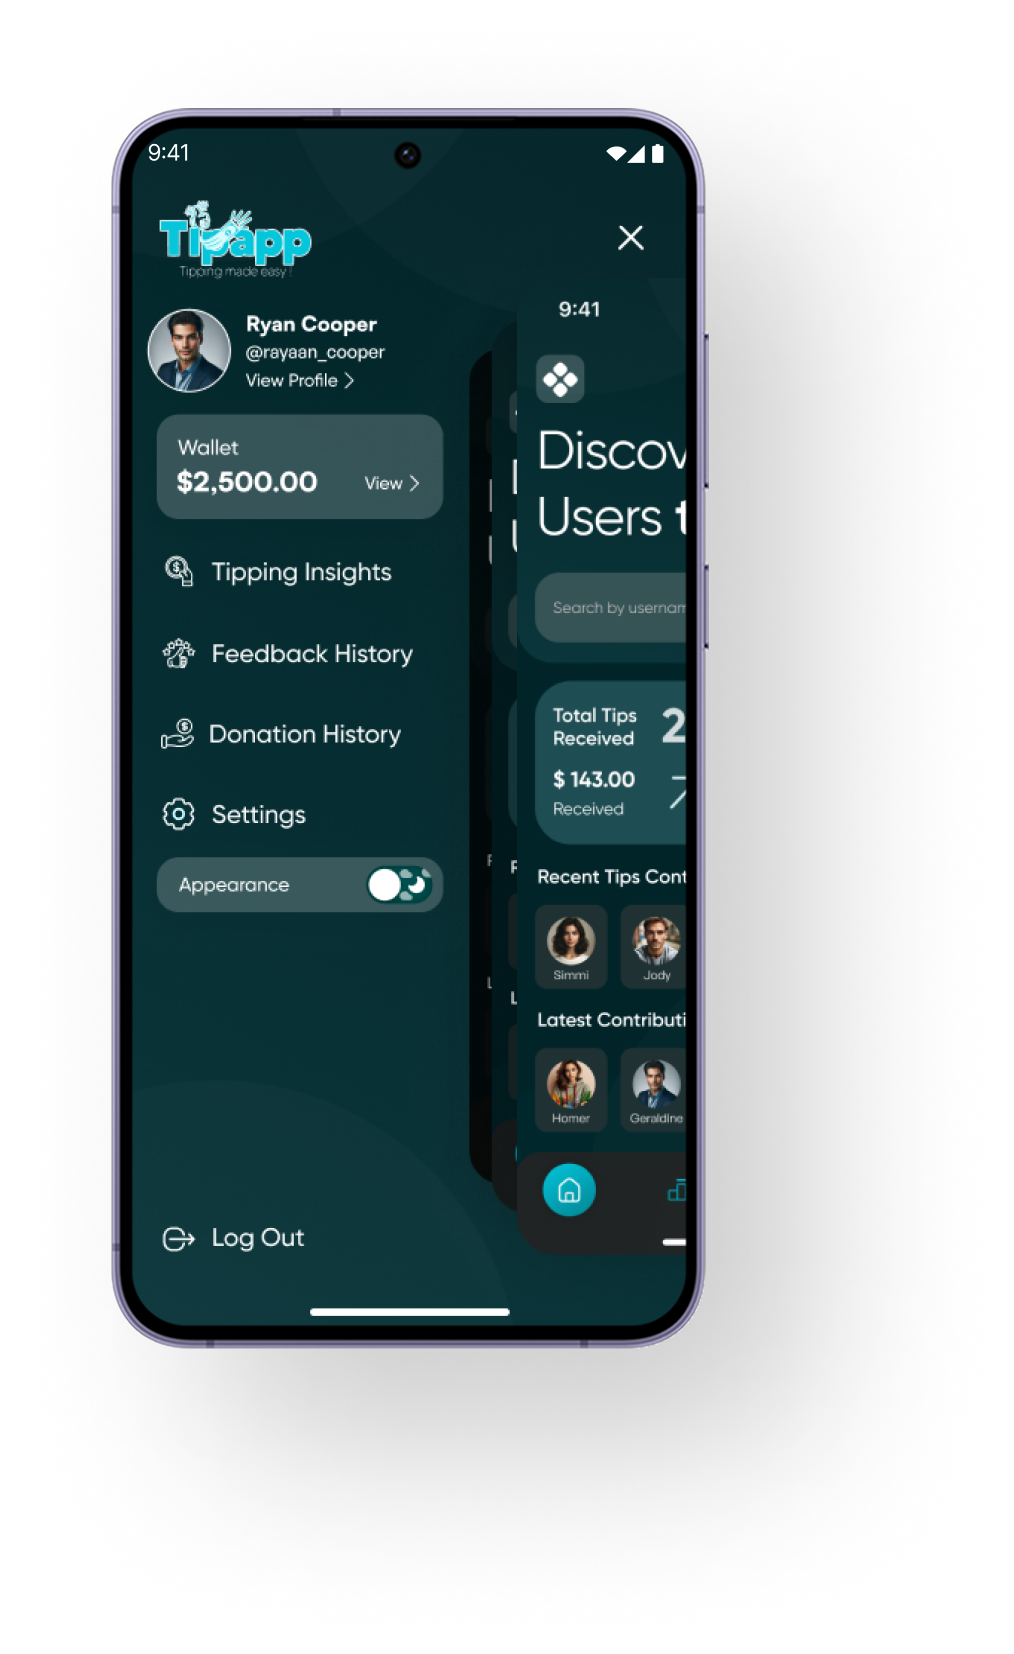 9:41
Tipapp
Tipping made easy !
Ryan Cooper
@rayaan_cooper
View Profile
Wallet
$2,500.00
View
Tipping Insights
Feedback History
Donation History
Settings
Appearance
Log Out
9:41
Discov
Users t
Search by usernam
Total Tips
Received
2
$ 143.00
Received
Recent Tips Cont
Simmi
Jody
Latest Contributi
Homer
Geraldine